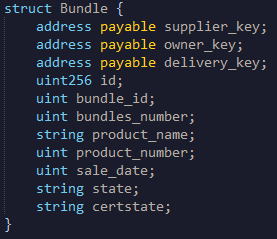 struct Bundle {
address payable supplier_key;
address payable owner_key;
address payable delivery_key;
uint256 id;
uint bundle_id;
uint bundles_number;
string product_name;
uint product_number;
uint sale_date;
string state;
string certstate;
}